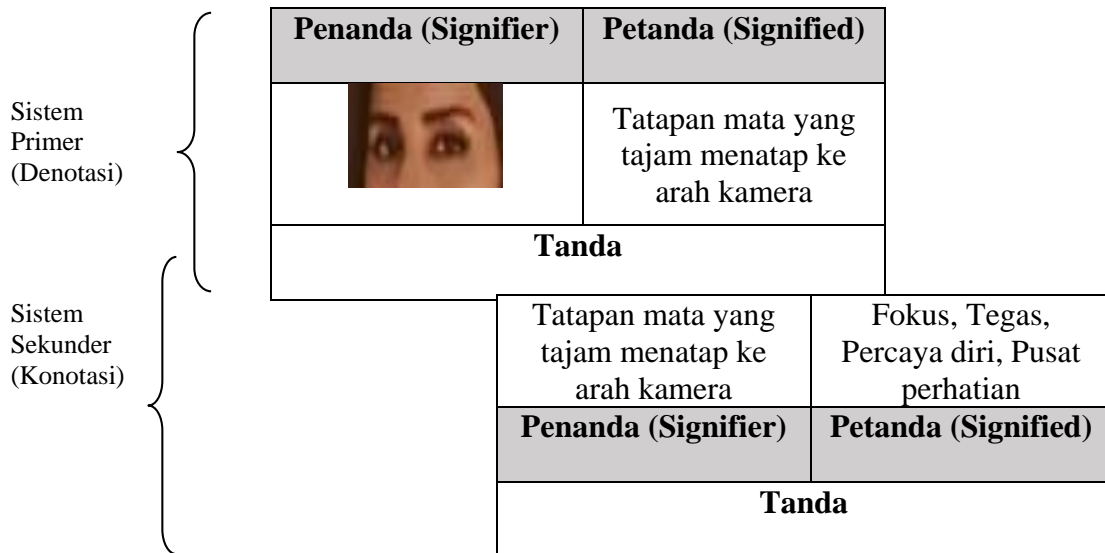 Penanda (Signifier)
Petanda (Signified)
Sistem
Primer
(Denotasi)
Tatapan mata yang
tajam menatap ke
arah kamera
Tanda
Sistem
Sekunder
(Konotasi)
Tatapan mata yang
tajam menatap ke
arah kamera
Fokus, Tegas,
Percaya diri, Pusat
perhatian
Penanda (Signifier)
Petanda (Signified)
Tanda